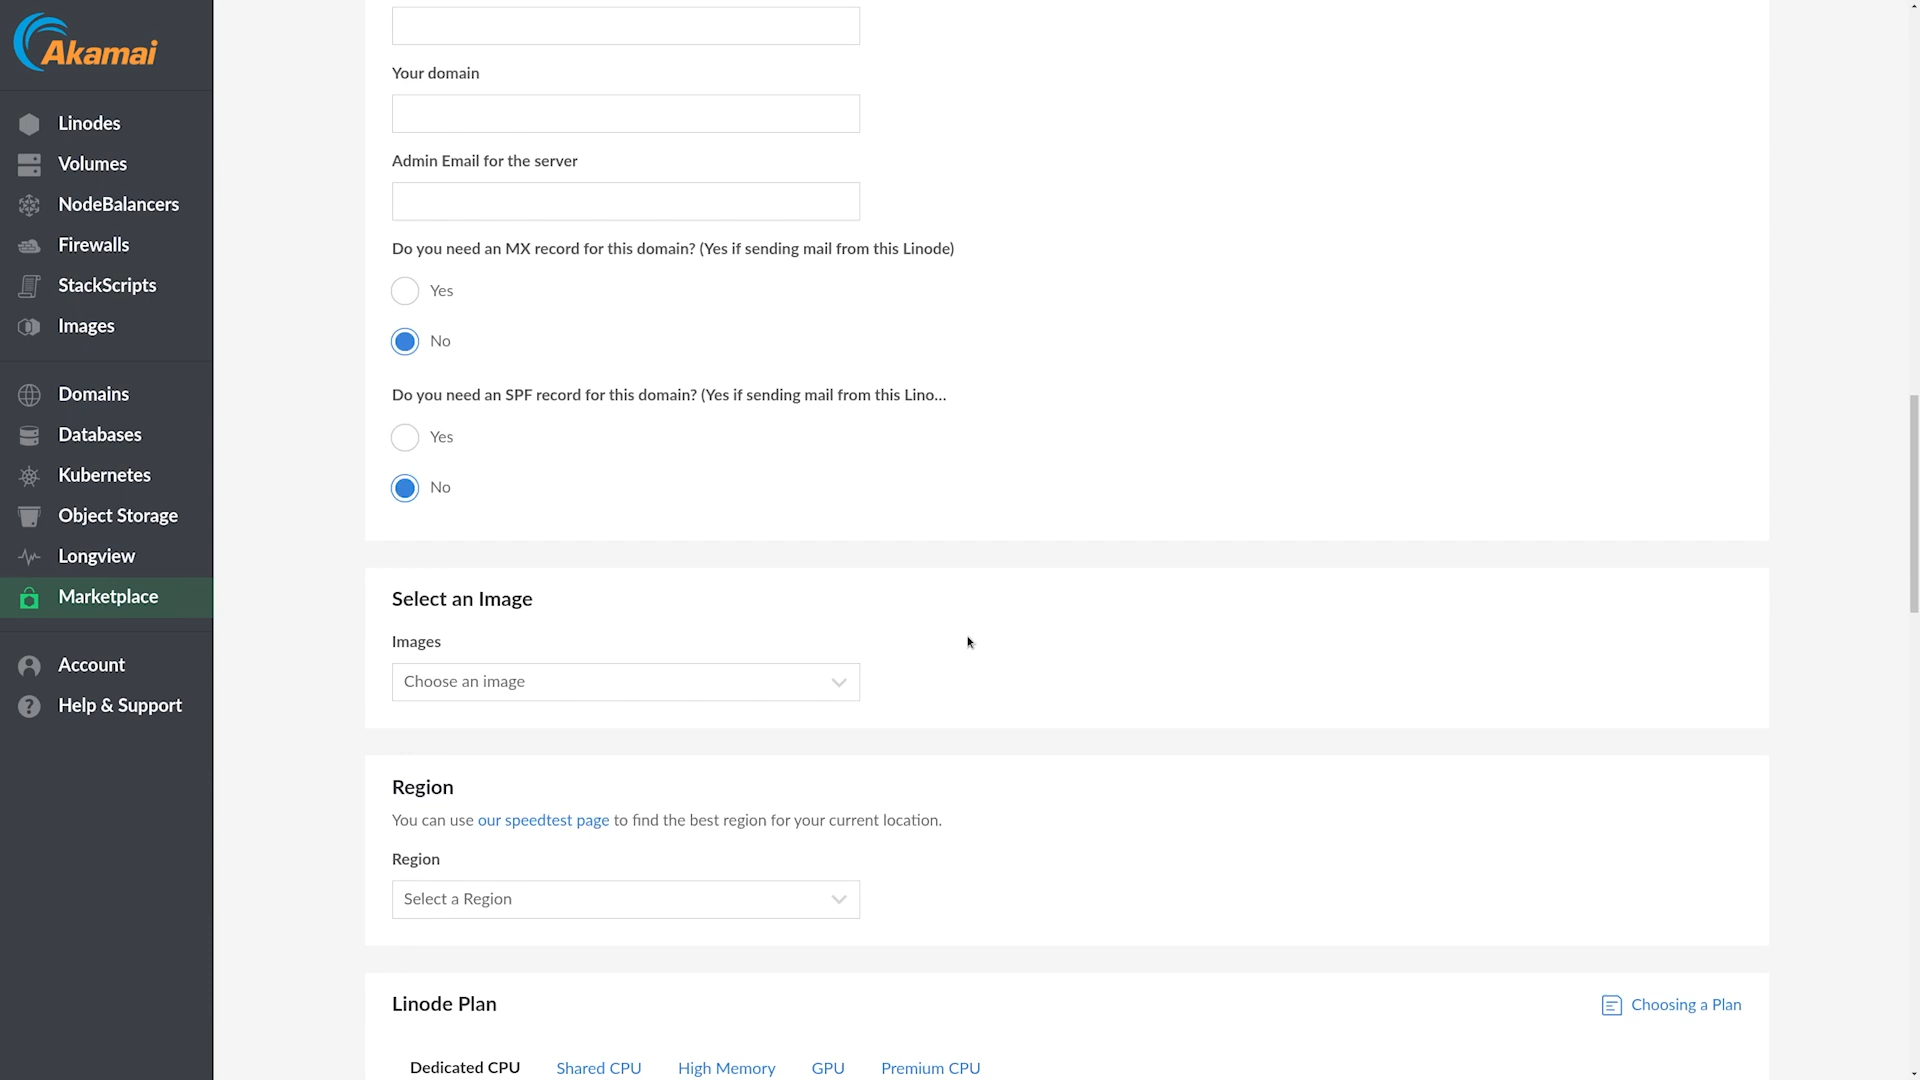 Akamai
Linodes
Volumes
NodeBalancers
Firewalls
StackScripts
Images
Domains
Databases
Kubernetes
Object Storage
Longview
Marketplace
Account
Help & Support
Your domain
Admin Email for the server
Do you need an MX record for this domain? (Yes if sending mail from this Linode)
Yes
No
Do you need an SPF record for this domain? (Yes if sending mail from this Lino...
Yes
No
Select an Image
Images
Choose an image
Region
You can use our speedtest page to find the best region for your current location.
Region
Select a Region
Linode Plan
Choosing a Plan
Dedicated CPU Shared CPU High Memory GPU Premium CPU